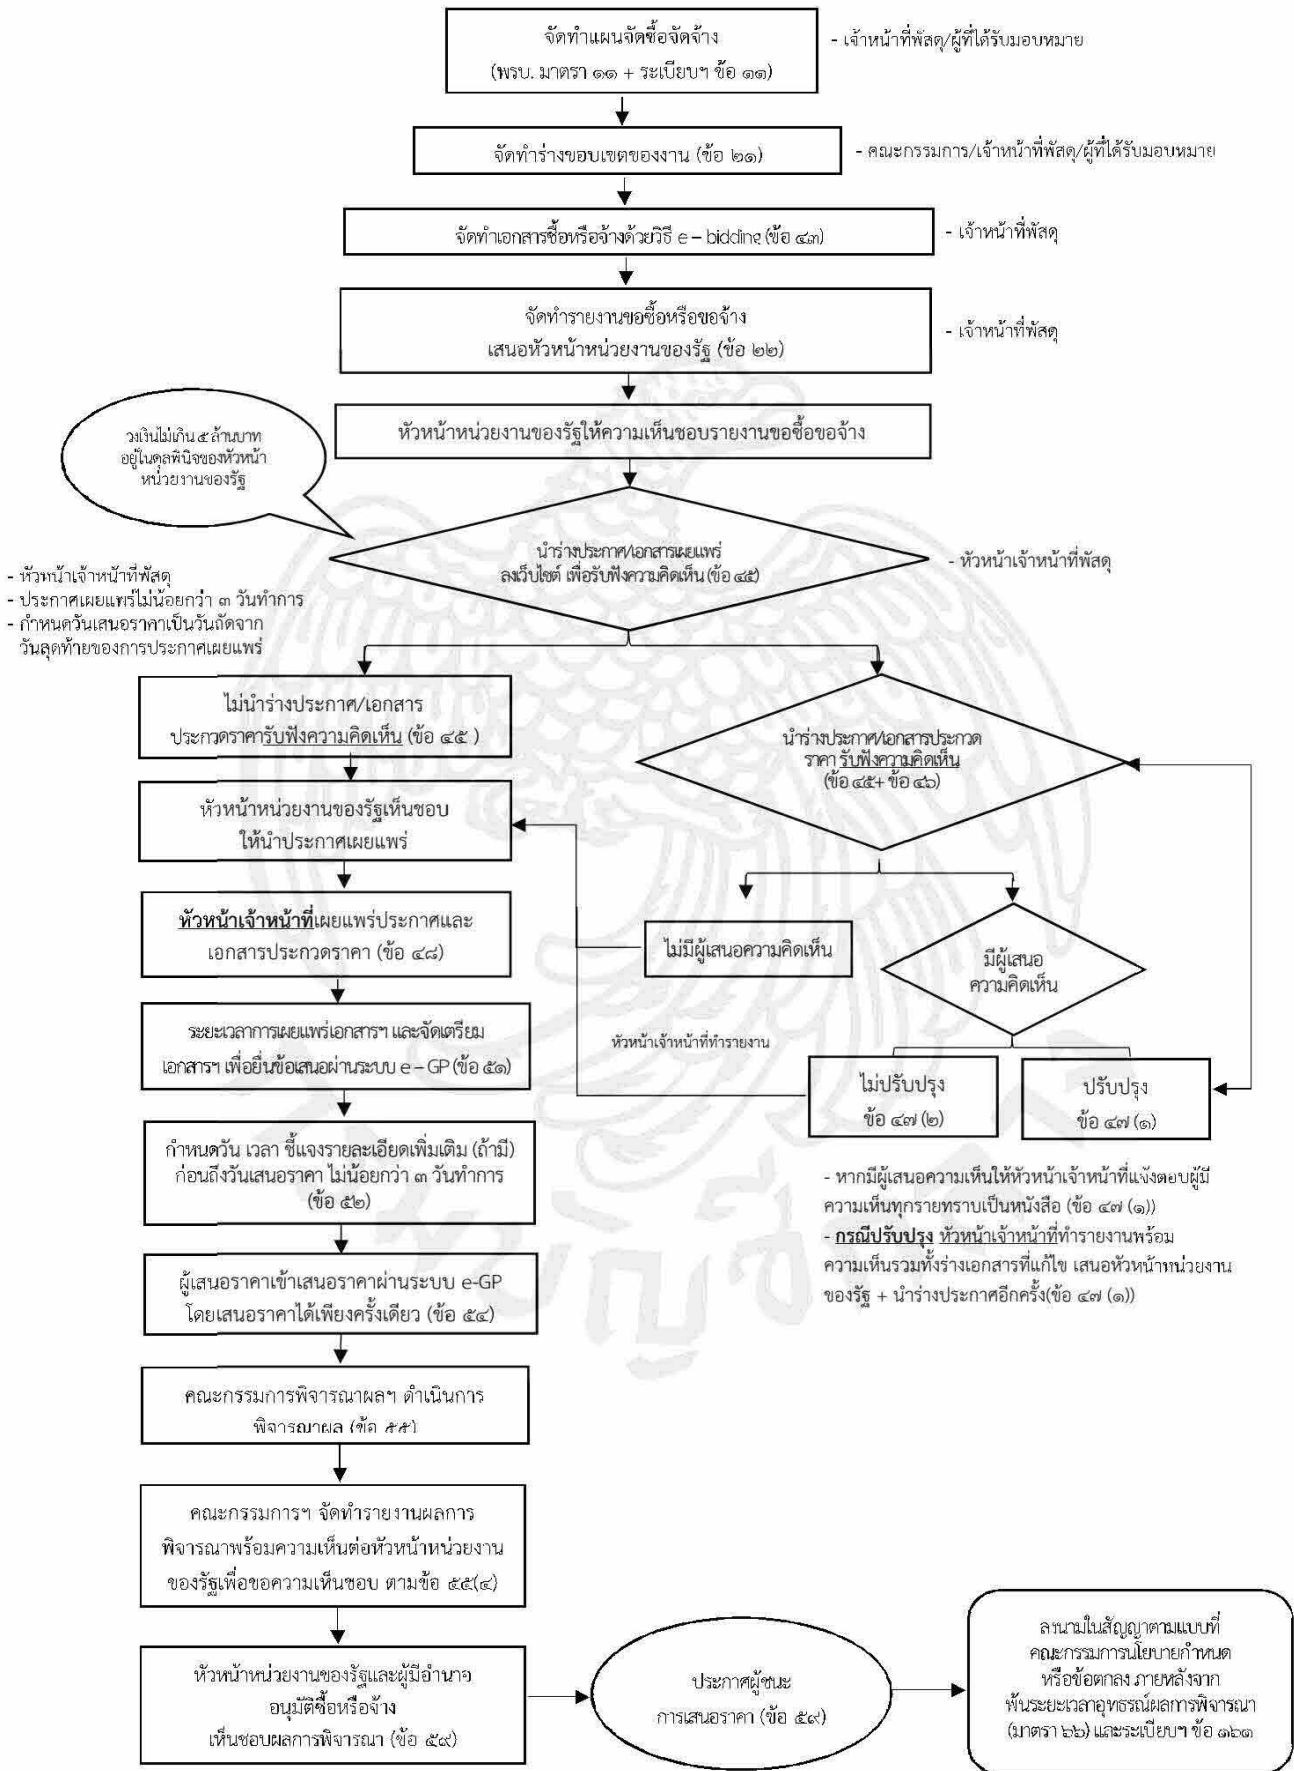 จัดทำแผนจัดซื้อจัดจ้าง
(พรบ. มาตรา ๑๑ + ระเบียบฯ ข้อ ๑๑)
- เจ้าหน้าที่พัสดุ/ผู้ที่ได้รับมอบหมาย
จัดทำร่างขอบเขตของงาน (ข้อ ๒๑)
- คณะกรรมการ/เจ้าหน้าที่พัสดุ/ผู้ที่ได้รับมอบหมาย
จัดทำเอกสารซื้อหรือจ้างด้วยวิธี e – bidding (ข้อ ๔๓)
- เจ้าหน้าที่พัสดุ
จัดทำรายงานขอซื้อหรือขอจ้าง
เสนอหัวหน้าหน่วยงานของรัฐ (ข้อ ๒๒)
- เจ้าหน้าที่พัสดุ
หัวหน้าหน่วยงานของรัฐให้ความเห็นชอบรายงานขอซื้อขอจ้าง
วงเงินไม่เกิน ๕ ล้านบาท
อยู่ในดุลพินิจของหัวหน้า
หน่วยงานของรัฐ
นำร่างประกาศ/เอกสารเผยแพร่
ลงเว็บไซต์ เพื่อรับฟังความคิดเห็น (ข้อ ๔๕)
- หัวหน้าเจ้าหน้าที่พัสดุ
- หัวหน้าเจ้าหน้าที่พัสดุ
- ประกาศเผยแพร่ไม่น้อยกว่า ๓ วันทำการ
- กำหนดวันเสนอราคาเป็นวันถัดจาก
วันสุดท้ายของการประกาศเผยแพร่
ไม่นำร่างประกาศ/เอกสาร
ประกวดราคารับฟังความคิดเห็น (ข้อ ๔๕ )
นำร่างประกาศ/เอกสารประกวด
ราคา รับฟังความคิดเห็น
(ข้อ ๔๕+ ข้อ ๔๖)
หัวหน้าหน่วยงานของรัฐเห็นชอบ
ให้นำประกาศเผยแพร่
หัวหน้าเจ้าหน้าที่เผยแพร่ประกาศและ
เอกสารประกวดราคา (ข้อ ๔๘)
ไม่มีผู้เสนอความคิดเห็น
มีผู้เสนอ
ความคิดเห็น
ระยะเวลาการเผยแพร่เอกสารฯ และจัดเตรียม
เอกสารฯ เพื่อยื่นข้อเสนอผ่านระบบ e – GP (ข้อ ๕๑)
หัวหน้าเจ้าหน้าที่ทำรายงาน
ไม่ปรับปรุง
ข้อ ๔๗ (๒)
ปรับปรุง
ข้อ ๔๗ (๑)
กำหนดวัน เวลา ชี้แจงรายละเอียดเพิ่มเติม (ถ้ามี)
ก่อนถึงวันเสนอราคา ไม่น้อยกว่า ๓ วันทำการ
(ข้อ ๕๒)
- หากมีผู้เสนอความเห็นให้หัวหน้าเจ้าหน้าที่แจ้งตอบผู้มี
ความเห็นทุกรายทราบเป็นหนังสือ (ข้อ ๔๗ (๑))
- กรณีปรับปรุง หัวหน้าเจ้าหน้าที่ทำรายงานพร้อม
ความเห็นรวมทั้งร่างเอกสารที่แก้ไข เสนอหัวหน้าหน่วยงาน
ของรัฐ + นำร่างประกาศอีกครั้ง(ข้อ ๔๗ (๑))
ผู้เสนอราคาเข้าเสนอราคาผ่านระบบ e-GP
โดยเสนอราคาได้เพียงครั้งเดียว (ข้อ ๕๔)
คณะกรรมการพิจารณาผลฯ ดำเนินการ
พิจารณาผล (ข้อ ๕๕)
คณะกรรมการฯ จัดทำรายงานผลการ
พิจารณาพร้อมความเห็นต่อหัวหน้าหน่วยงาน
ของรัฐเพื่อขอความเห็นชอบ ตามข้อ ๕๕(๔)
หัวหน้าหน่วยงานของรัฐและผู้มีอำนาจ
อนุมัติซื้อหรือจ้าง
เห็นชอบผลการพิจารณา (ข้อ ๕๙)
ประกาศผู้ชนะ
การเสนอราคา (ข้อ ๕๙)
ลงนามในสัญญาตามแบบที่
คณะกรรมการนโยบายกำหนด
หรือข้อตกลง ภายหลังจาก
พ้นระยะเวลาอุทธรณ์ผลการพิจารณา
(มาตรา ๖๖) และระเบียบฯ ข้อ ๑๖๑